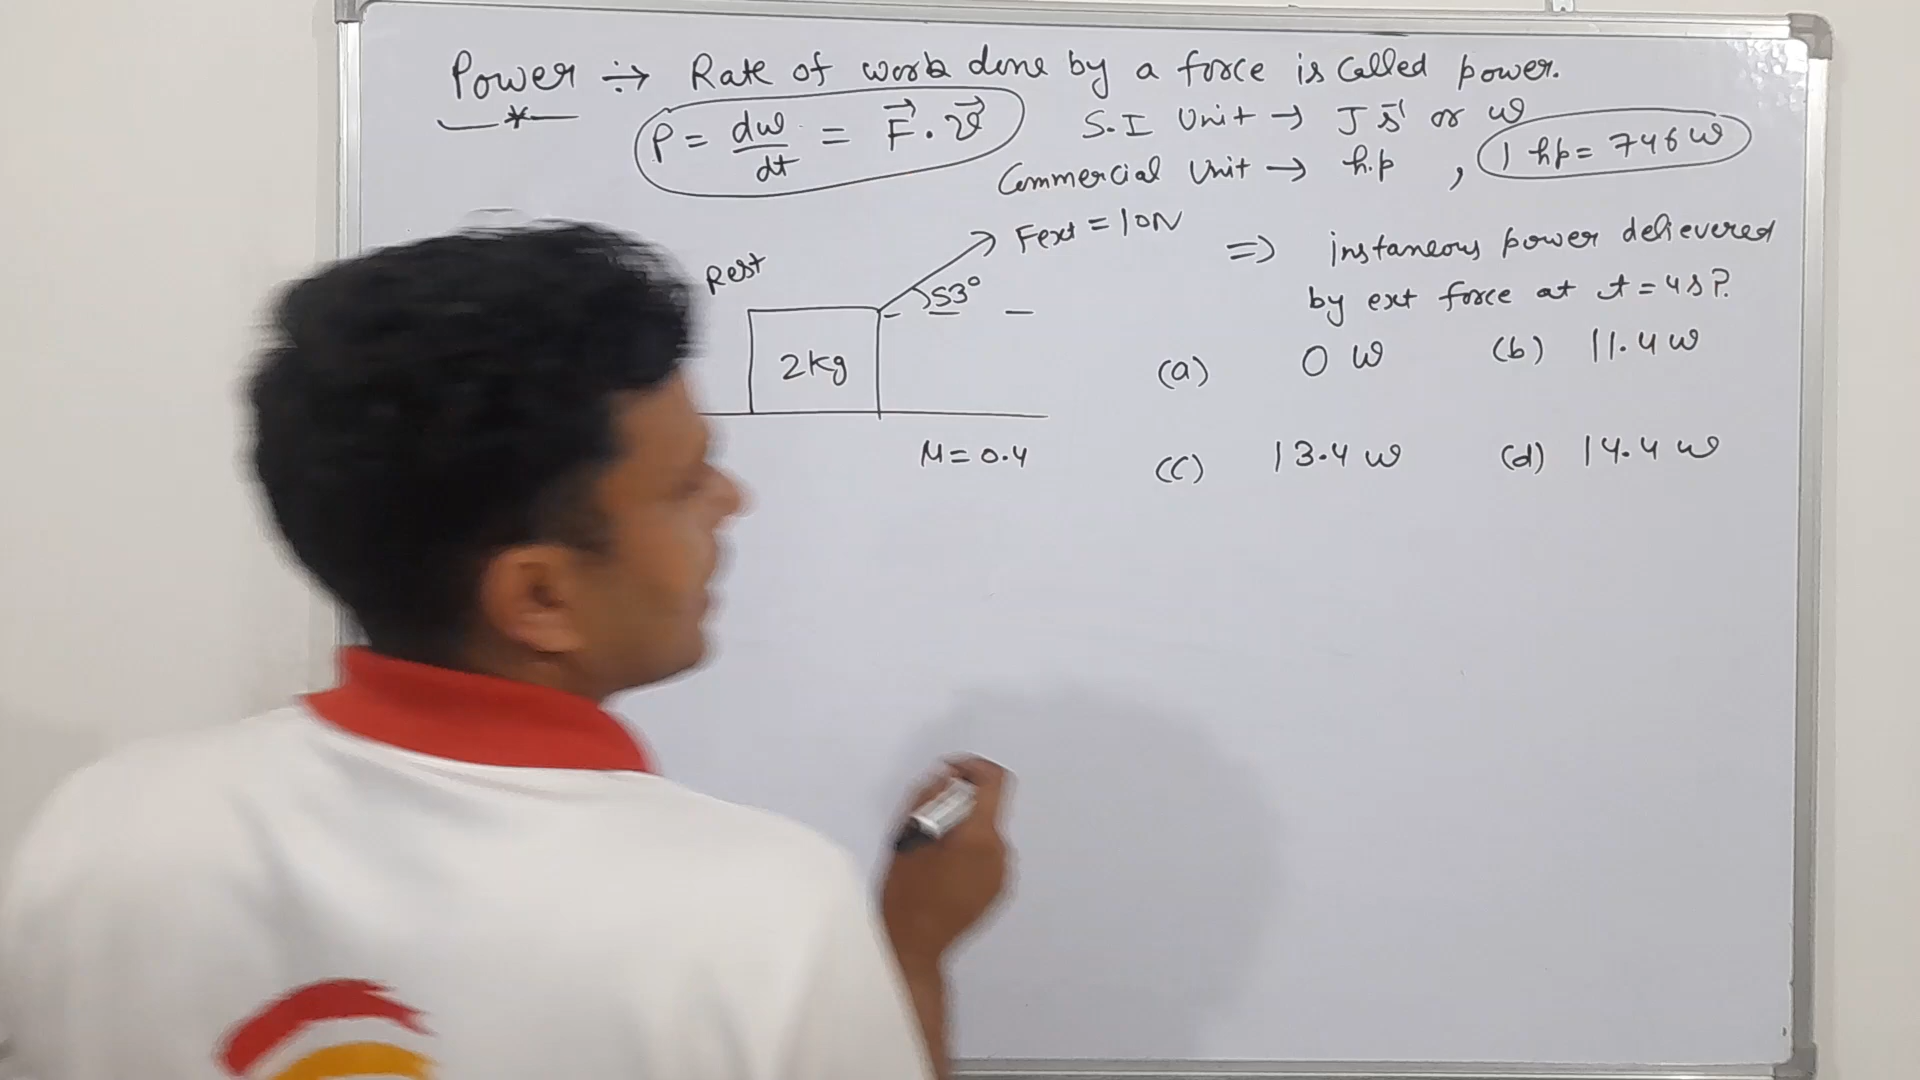 Power ÷→ Rate of work done by a force is called power.
P = dw/dt = F⃗ . v⃗
S.I Unit → J s⁻¹ or w
Commercial Unit → h.p , 1 hp = 746 w
Rest
Fext = 10N
53°
2kg
M = 0.4
⇒ instaneous power delievered
by ext force at t = 4s?
(a) 0 w (b) 11.4 w
(c) 13.4 w (d) 14.4 w